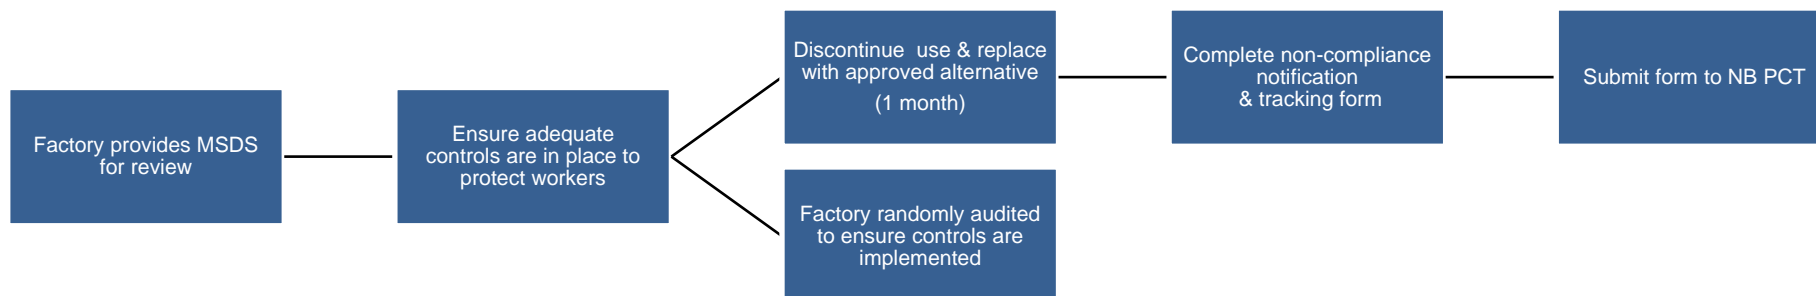 Factory provides MSDS
for review
Ensure adequate
controls are in place to
protect workers
Discontinue  use & replace
with approved alternative
(1 month)
Factory randomly audited
to ensure controls are
implemented
Complete non-compliance
notification
& tracking form
Submit form to NB PCT